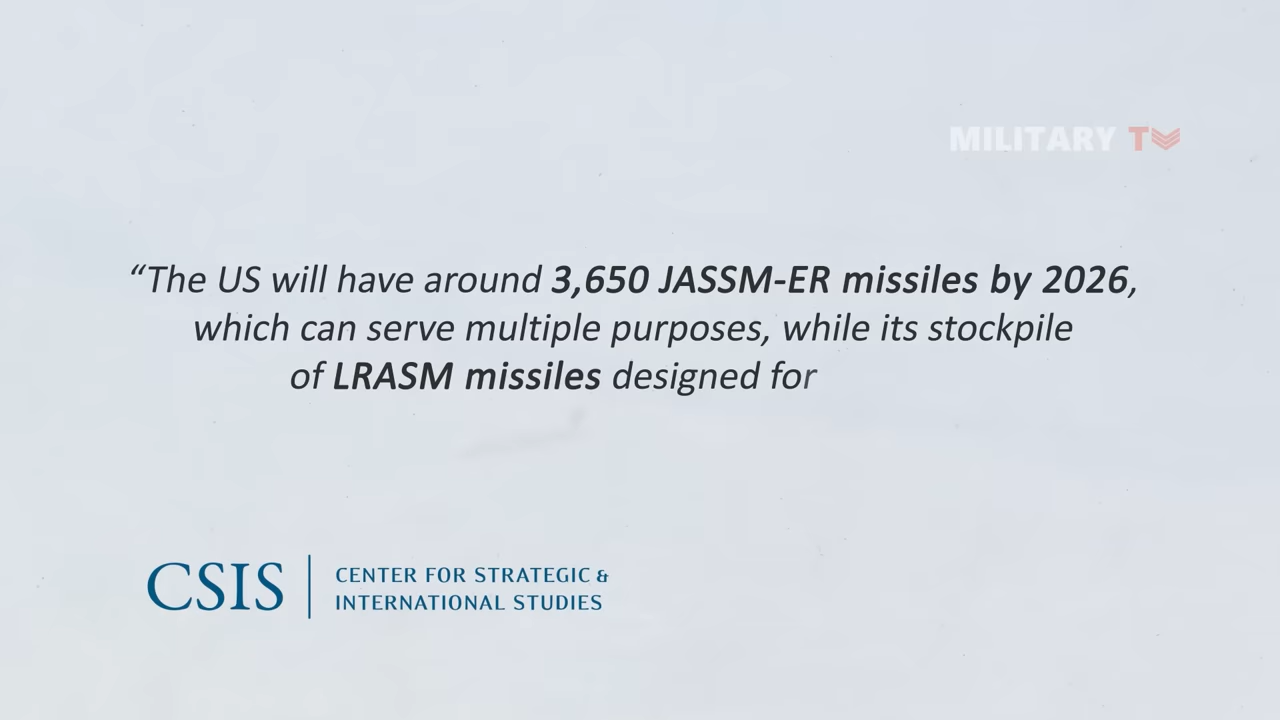 MILITARY TV
“The US will have around 3,650 JASSM-ER missiles by 2026,
which can serve multiple purposes, while its stockpile
of LRASM missiles designed for
CSIS
CENTER FOR STRATEGIC &
INTERNATIONAL STUDIES